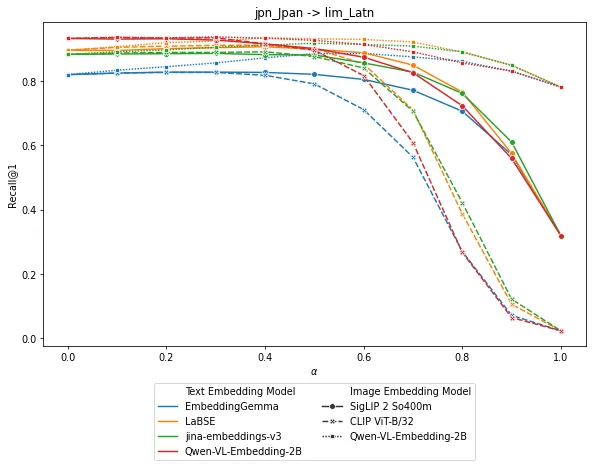 jpn_Jpan -> lim_Latn
Recall@1
0.8
0.6
0.4
0.2
0.0
0.0 0.2 0.4 0.6 0.8 1.0
α
Text Embedding Model Image Embedding Model
EmbeddingGemma SigLIP 2 So400m
LaBSE CLIP ViT-B/32
jina-embeddings-v3 Qwen-VL-Embedding-2B
Qwen-VL-Embedding-2B